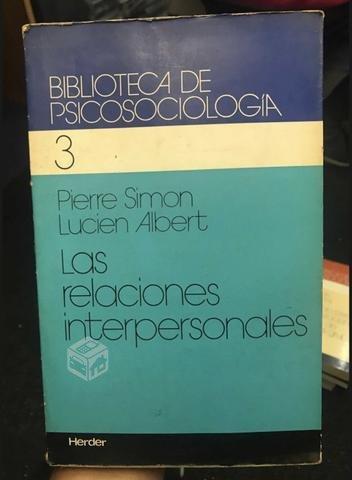 BIBLIOTECA DE
PSICOSOCIOLOGÍA
3
Pierre Simon
Lucien Albert
Las
relaciones
interpersonales
Herder